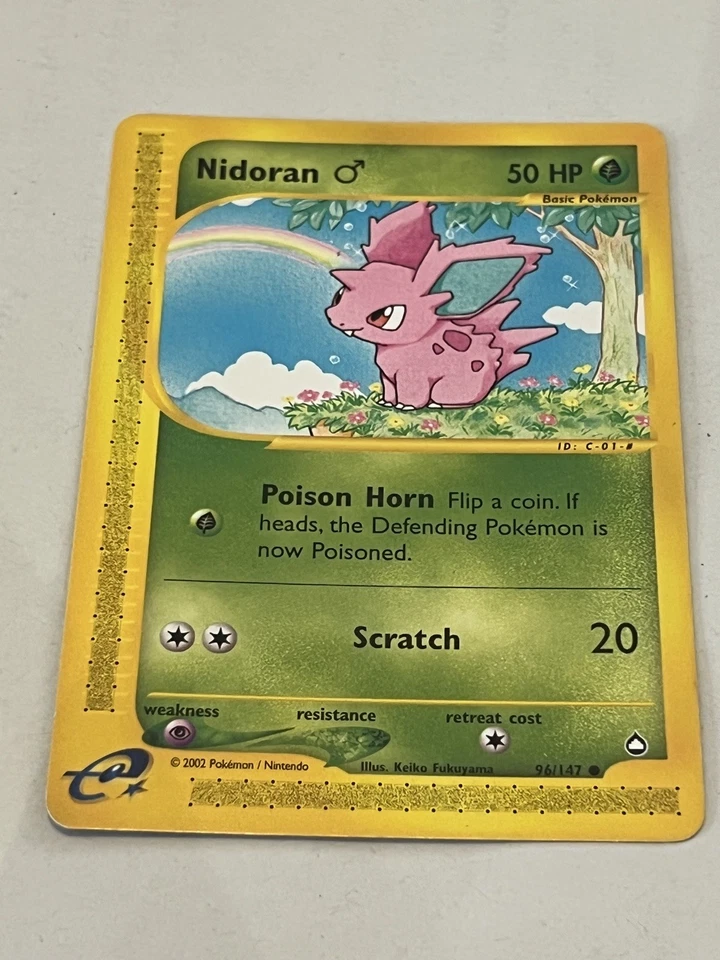 Nidoran ♂ 50 HP
Basic Pokémon
ID: C-01-#
Poison Horn Flip a coin. If
heads, the Defending Pokémon is
now Poisoned.
Scratch 20
weakness resistance retreat cost
© 2002 Pokémon / Nintendo Illus. Keiko Fukuyama 96/147 ●
e